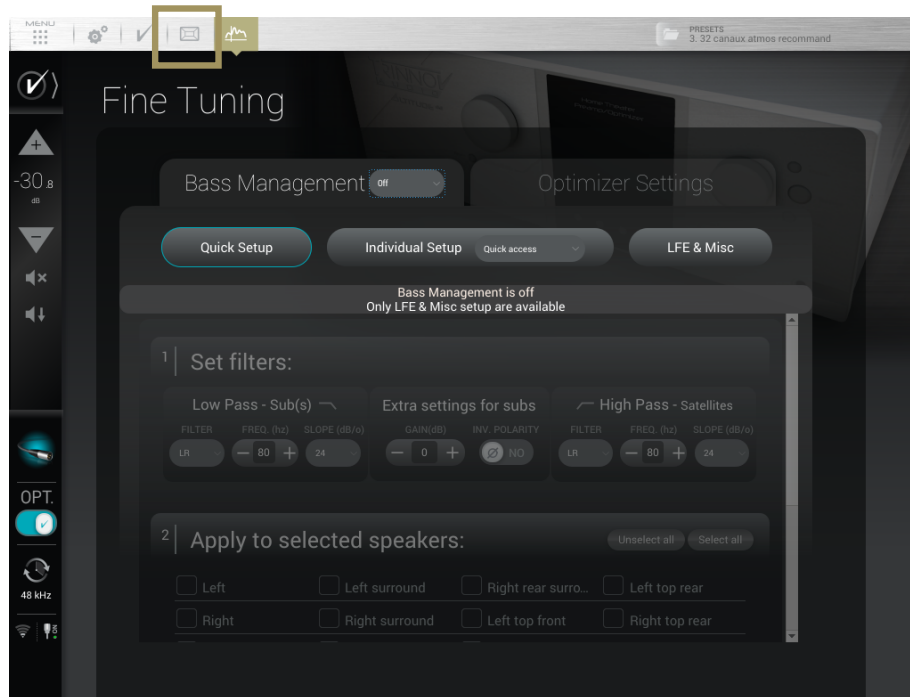 MENU
PRESETS
3. 32 canaux atmos recommand
Fine Tuning
-30.8
dB
Bass Management Off
Optimizer Settings
Quick Setup
Individual Setup Quick access
LFE & Misc
Bass Management is off
Only LFE & Misc setup are available
1 Set filters:
Low Pass - Sub(s)
Extra settings for subs
High Pass - Satellites
FILTER FREQ. (hz) SLOPE (dB/o) GAIN(dB) INV. POLARITY FILTER FREQ. (hz) SLOPE (dB/o)
LR − 80 + 24 − 0 + Ø NO LR − 80 + 24
OPT.
2 Apply to selected speakers:
Unselect all Select all
Left Left surround Right rear surro... Left top rear
Right Right surround Left top front Right top rear
48 kHz